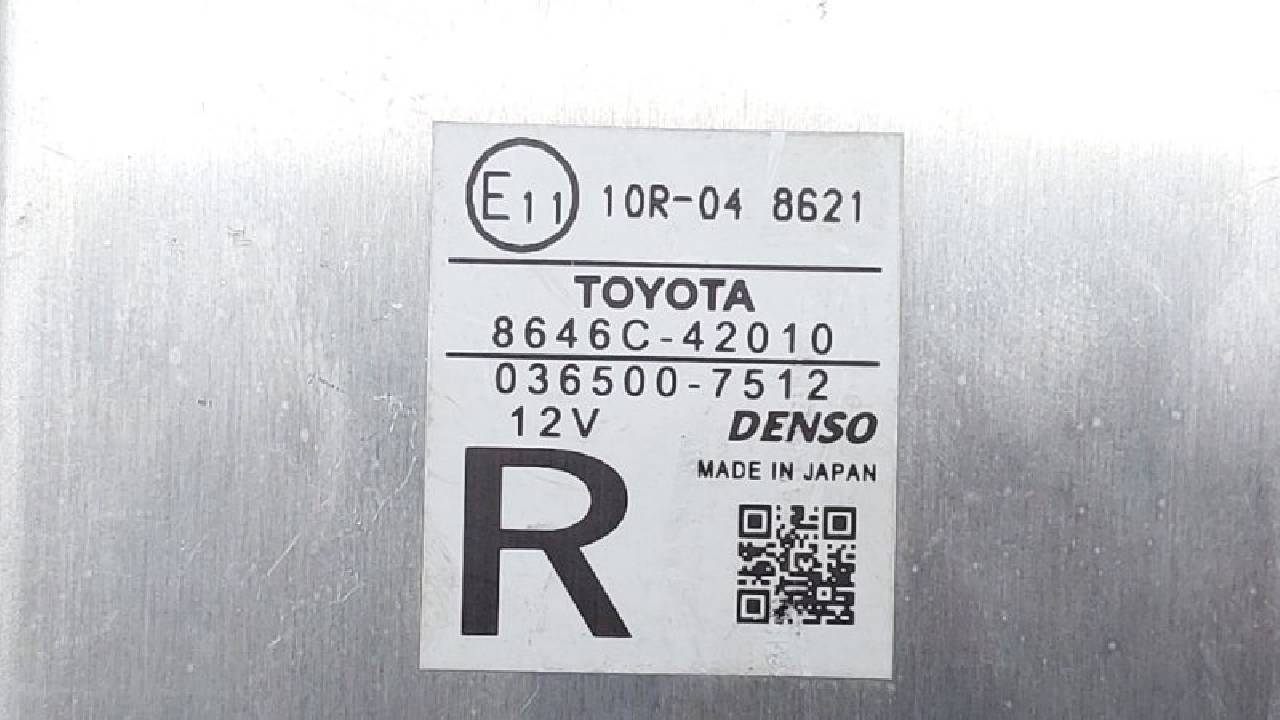 E11 10R-04 8621
TOYOTA
8646C-42010
036500-7512
12V DENSO
MADE IN JAPAN
R